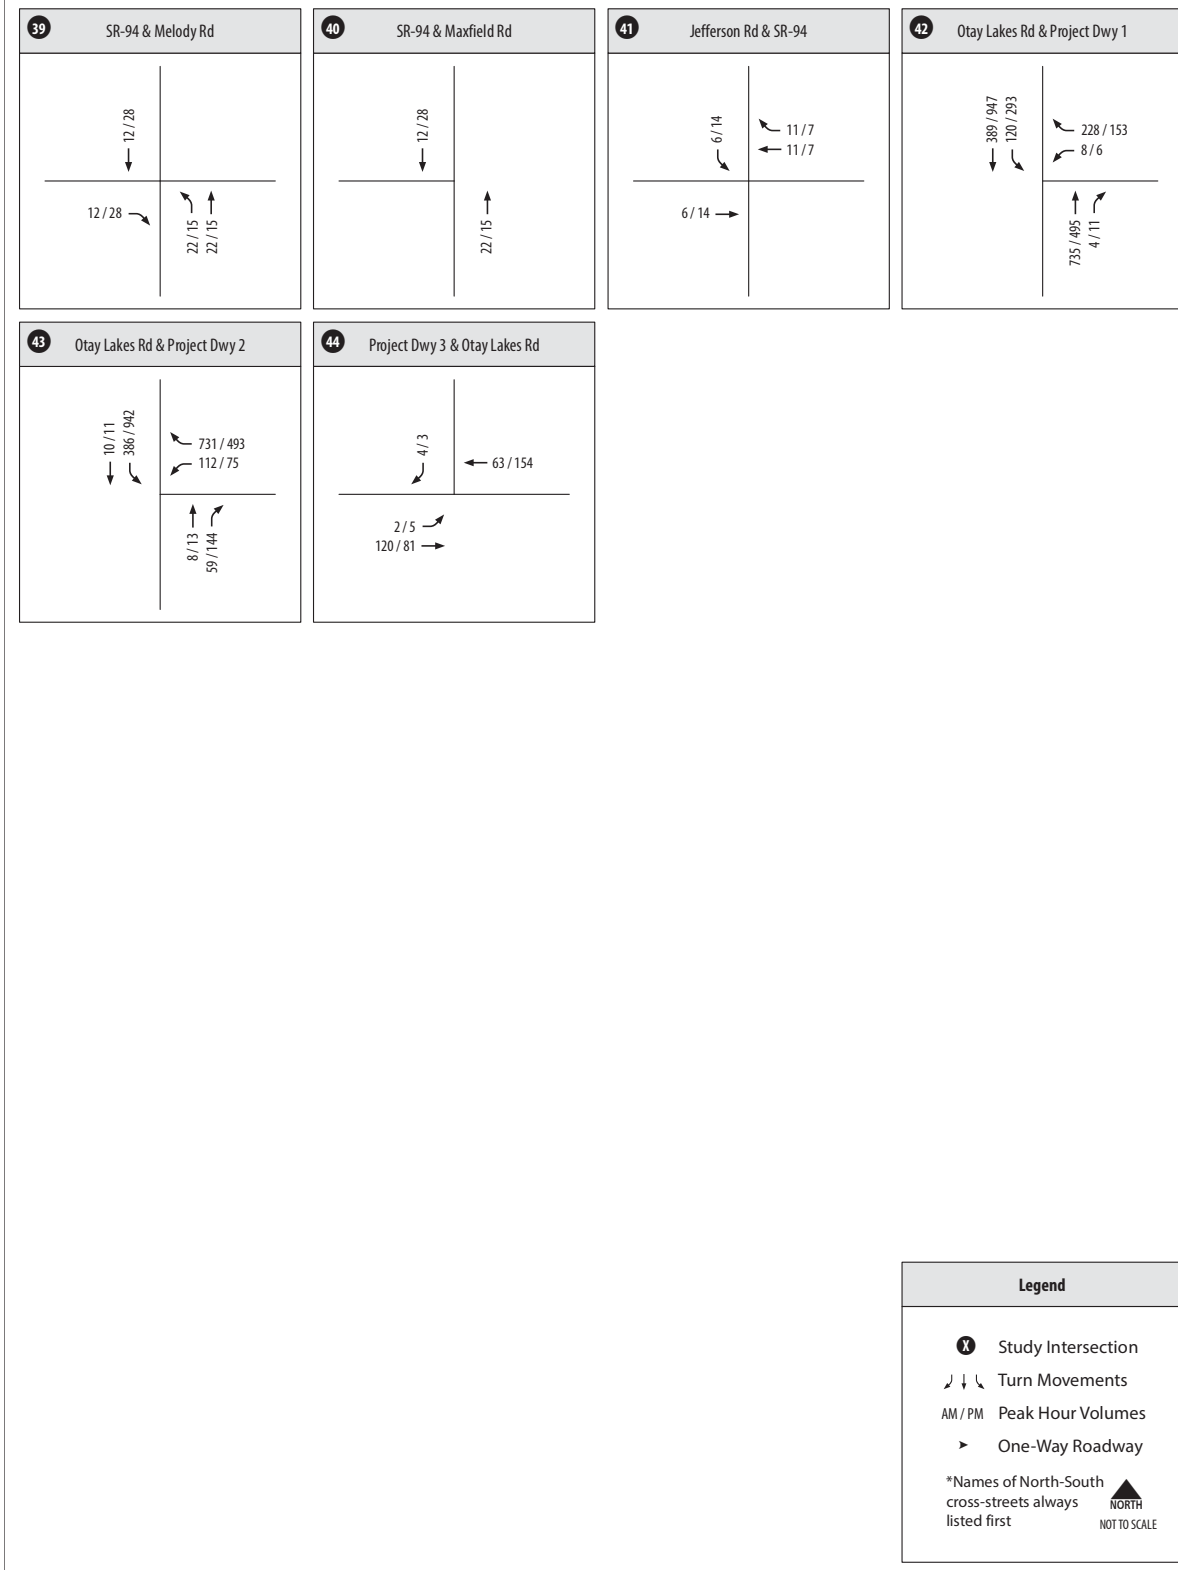 39 SR-94 & Melody Rd
12 / 28
12 / 28
22 / 15
22 / 15
40 SR-94 & Maxfield Rd
12 / 28
22 / 15
41 Jefferson Rd & SR-94
6 / 14
11 / 7
11 / 7
6 / 14
42 Otay Lakes Rd & Project Dwy 1
389 / 947
120 / 293
228 / 153
8 / 6
735 / 495
4 / 11
43 Otay Lakes Rd & Project Dwy 2
10 / 11
386 / 942
731 / 493
112 / 75
8 / 13
59 / 144
44 Project Dwy 3 & Otay Lakes Rd
4 / 3
63 / 154
2 / 5
120 / 81
Legend
X Study Intersection
Turn Movements
AM / PM Peak Hour Volumes
One-Way Roadway
*Names of North-South
cross-streets always
listed first
NORTH
NOT TO SCALE